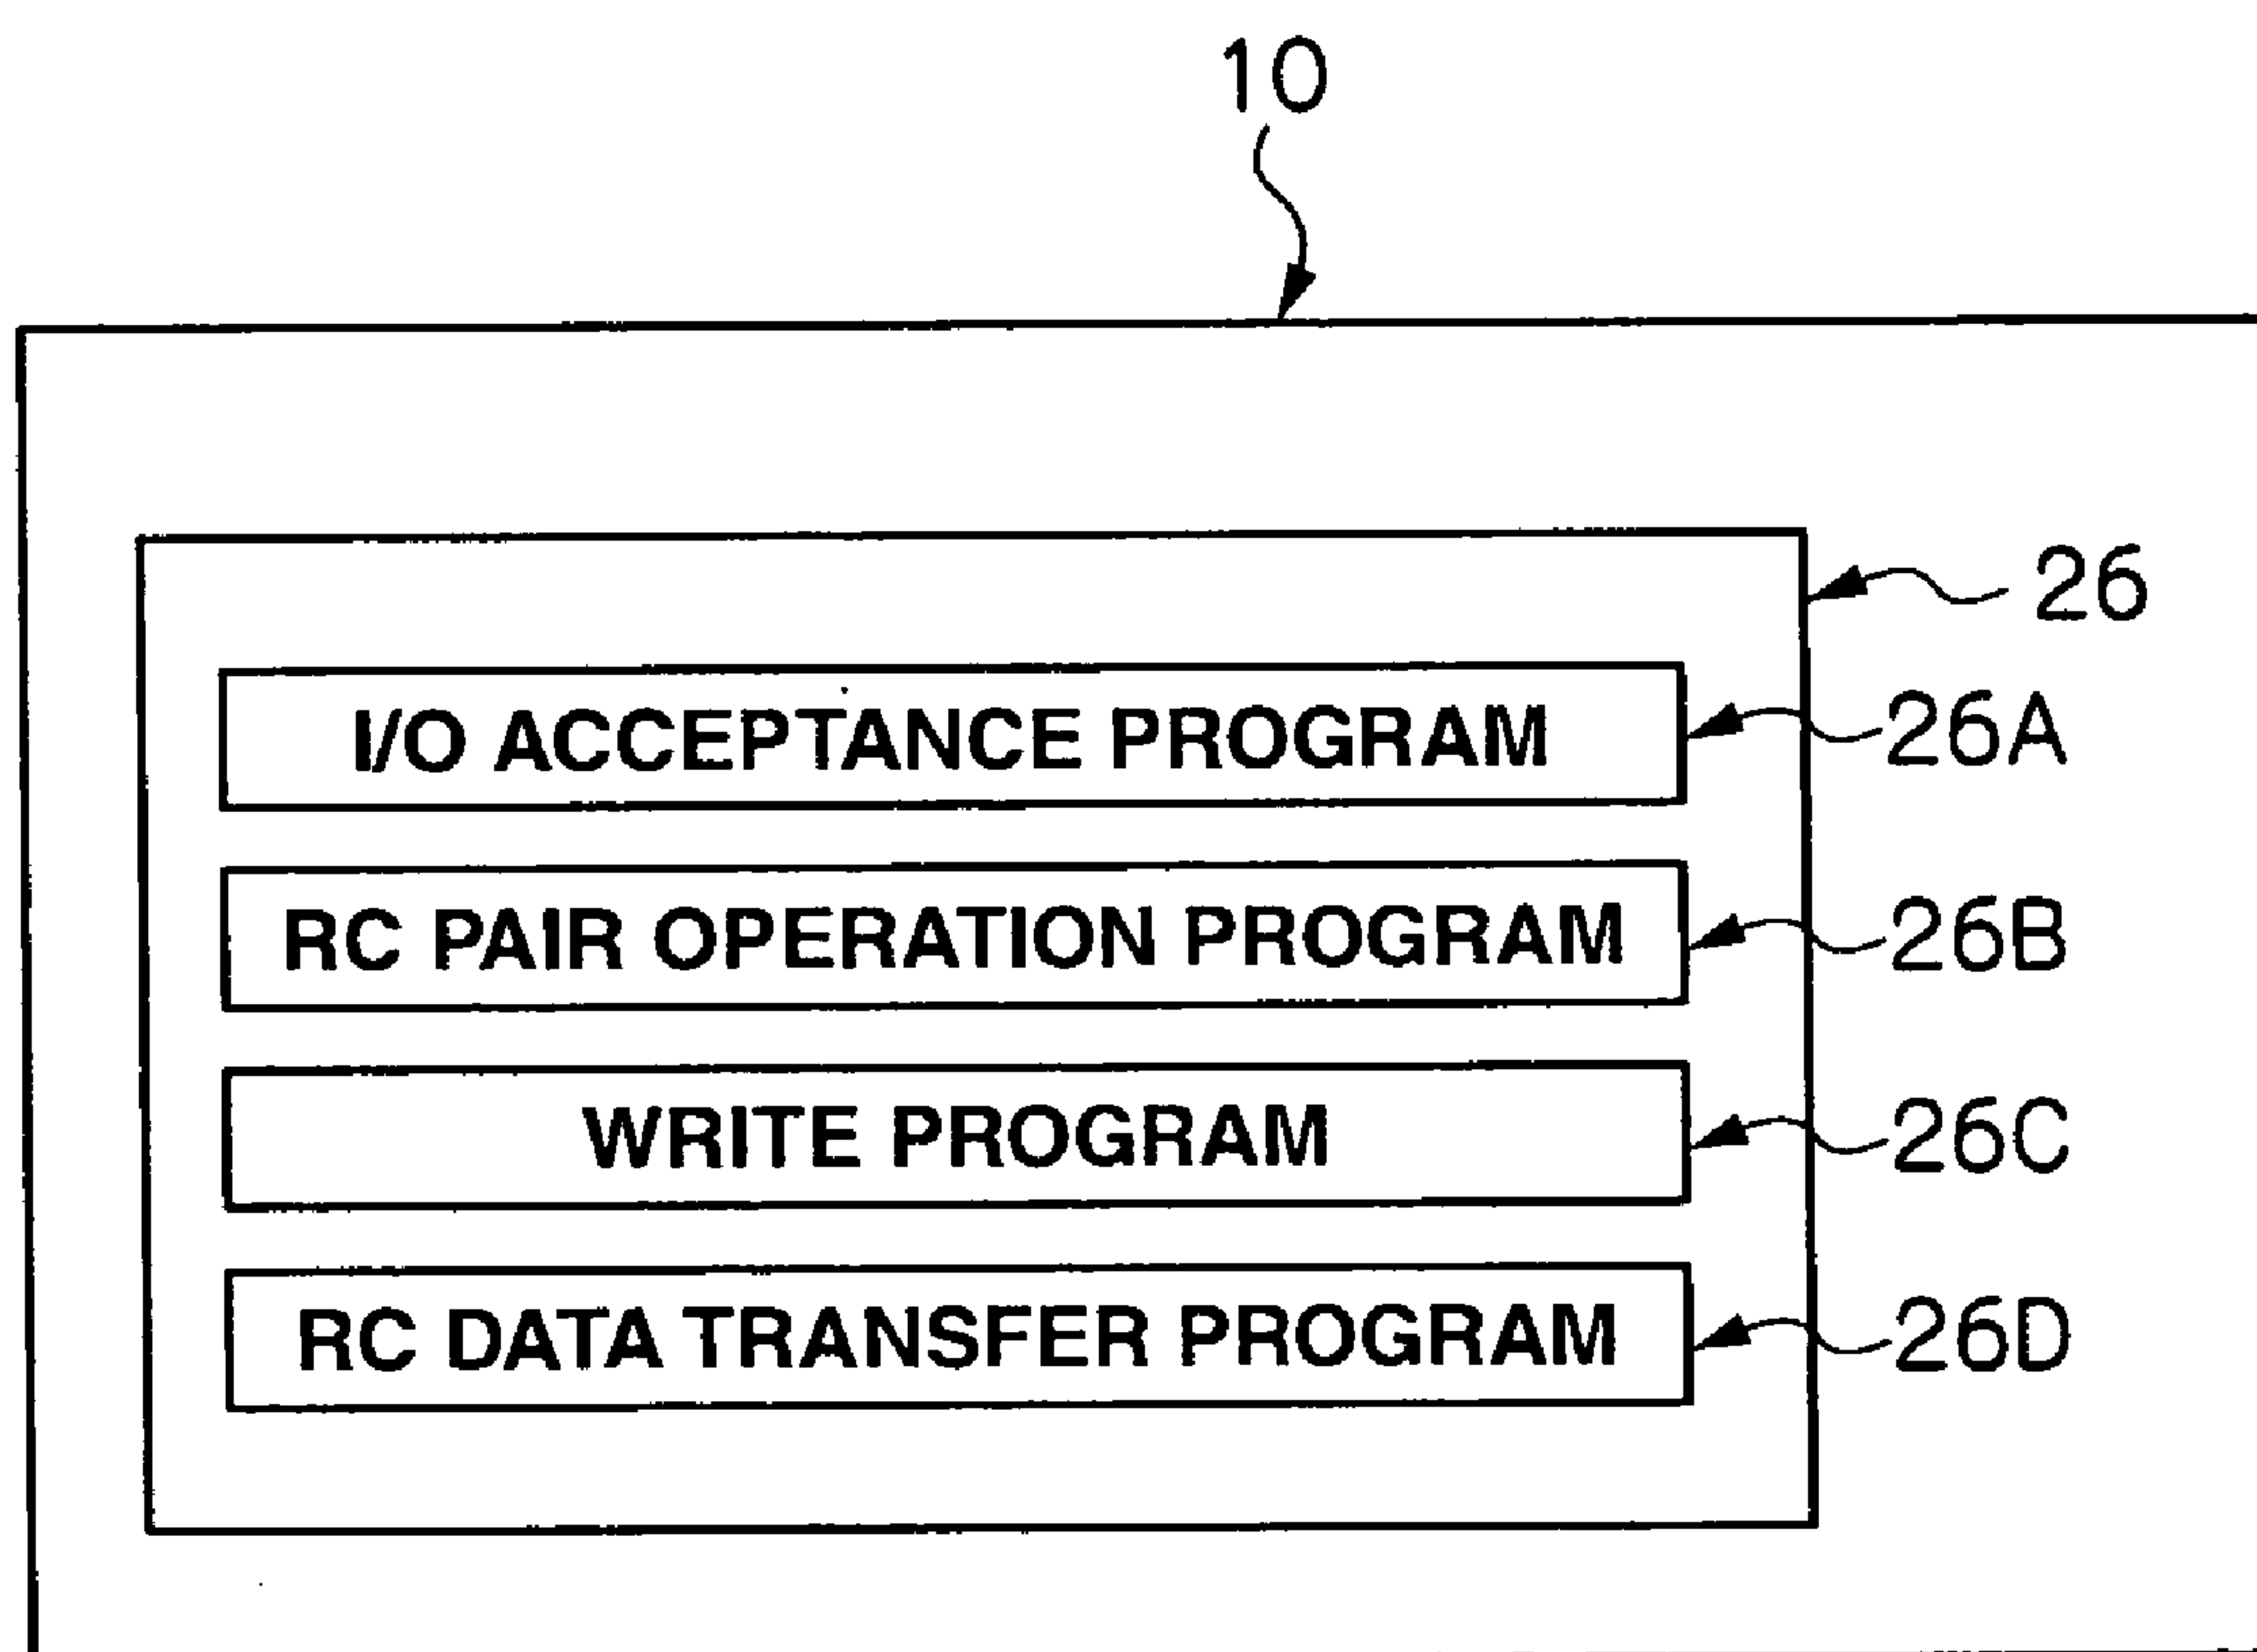 10
26
I/O ACCEPTANCE PROGRAM 26A
RC PAIR OPERATION PROGRAM 26B
WRITE PROGRAM 26C
RC DATA TRANSFER PROGRAM 26D